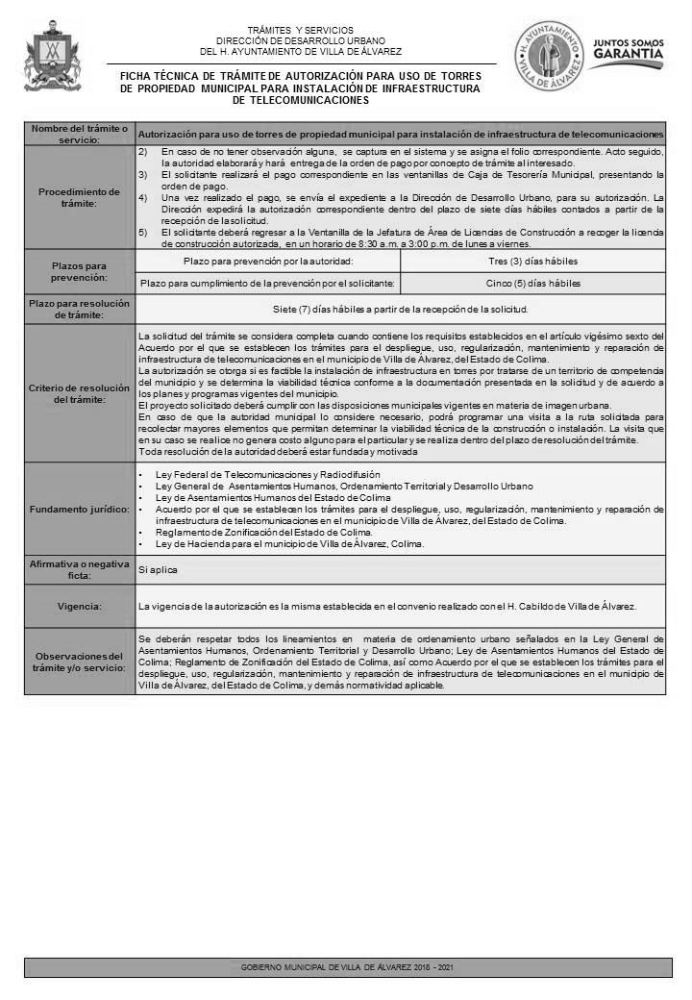 TRÁMITES Y SERVICIOS
DIRECCIÓN DE DESARROLLO URBANO
DEL H. AYUNTAMIENTO DE VILLA DE ÁLVAREZ
H. AYUNTAMIENTO
VILLA DE ÁLVAREZ
JUNTOS SOMOS
GARANTÍA
FICHA TÉCNICA DE TRÁMITE DE AUTORIZACIÓN PARA USO DE TORRES
DE PROPIEDAD MUNICIPAL PARA INSTALACIÓN DE INFRAESTRUCTURA
DE TELECOMUNICACIONES
Nombre del trámite o
servicio:
Autorización para uso de torres de propiedad municipal para instalación de infraestructura de telecomunicaciones
Procedimiento de
trámite:
2) En caso de no tener observación alguna, se captura en el sistema y se asigna el folio correspondiente. Acto seguido,
la autoridad elaborará y hará entrega de la orden de pago por concepto de trámite al interesado.
3) El solicitante realizará el pago correspondiente en las ventanillas de Caja de Tesorería Municipal, presentando la
orden de pago.
4) Una vez realizado el pago, se envía el expediente a la Dirección de Desarrollo Urbano, para su autorización. La
Dirección expedirá la autorización correspondiente dentro del plazo de siete días hábiles contados a partir de la
recepción de la solicitud.
5) El solicitante deberá regresar a la Ventanilla de la Jefatura de Área de Licencias de Construcción a recoger la licencia
de construcción autorizada, en un horario de 8:30 a.m. a 3:00 p.m. de lunes a viernes.
Plazos para
prevención:
Plazo para prevención por la autoridad:
Tres (3) días hábiles
Plazo para cumplimiento de la prevención por el solicitante:
Cinco (5) días hábiles
Plazo para resolución
de trámite:
Siete (7) días hábiles a partir de la recepción de la solicitud.
Criterio de resolución
del trámite:
La solicitud del trámite se considera completa cuando contiene los requisitos establecidos en el artículo vigésimo sexto del
Acuerdo por el que se establecen los trámites para el despliegue, uso, regularización, mantenimiento y reparación de
infraestructura de telecomunicaciones en el municipio de Villa de Álvarez, del Estado de Colima.
La autorización se otorga si es factible la instalación de infraestructura en torres por tratarse de un territorio de competencia
del municipio y se determina la viabilidad técnica conforme a la documentación presentada en la solicitud y de acuerdo a
los planes y programas vigentes del municipio.
El proyecto solicitado deberá cumplir con las disposiciones municipales vigentes en materia de imagen urbana.
En caso de que la autoridad municipal lo considere necesario, podrá programar una visita a la ruta solicitada para
recolectar mayores elementos que permitan determinar la viabilidad técnica de la construcción o instalación. La visita que
en su caso se realice no genera costo alguno para el particular y se realiza dentro del plazo de resolución del trámite.
Toda resolución de la autoridad deberá estar fundada y motivada
Fundamento jurídico:
• Ley Federal de Telecomunicaciones y Radiodifusión
• Ley General de Asentamientos Humanos, Ordenamiento Territorial y Desarrollo Urbano
• Ley de Asentamientos Humanos del Estado de Colima
• Acuerdo por el que se establecen los trámites para el despliegue, uso, regularización, mantenimiento y reparación de
infraestructura de telecomunicaciones en el municipio de Villa de Álvarez, del Estado de Colima.
• Reglamento de Zonificación del Estado de Colima.
• Ley de Hacienda para el municipio de Villa de Álvarez, Colima.
Afirmativa o negativa
ficta:
Si aplica
Vigencia:
La vigencia de la autorización es la misma establecida en el convenio realizado con el H. Cabildo de Villa de Álvarez.
Observaciones del
trámite y/o servicio:
Se deberán respetar todos los lineamientos en materia de ordenamiento urbano señalados en la Ley General de
Asentamientos Humanos, Ordenamiento Territorial y Desarrollo Urbano; Ley de Asentamientos Humanos del Estado de
Colima; Reglamento de Zonificación del Estado de Colima, así como Acuerdo por el que se establecen los trámites para el
despliegue, uso, regularización, mantenimiento y reparación de infraestructura de telecomunicaciones en el municipio de
Villa de Álvarez, del Estado de Colima, y demás normatividad aplicable.
GOBIERNO MUNICIPAL DE VILLA DE ÁLVAREZ 2018 - 2021